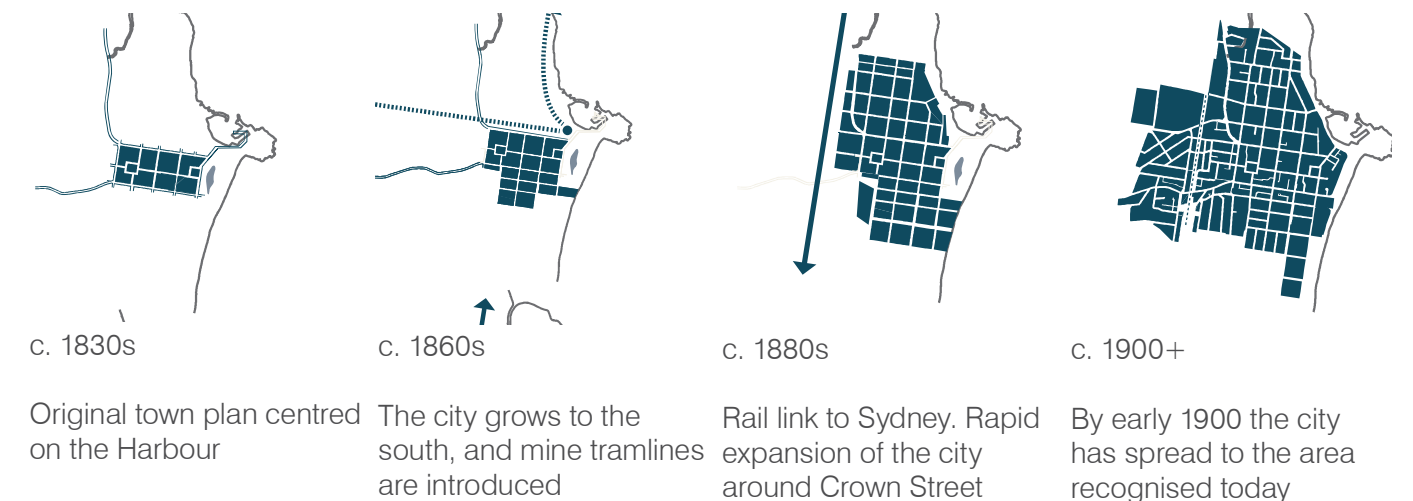 c. 1830s
Original town plan centred
on the Harbour
c. 1860s
The city grows to the
south, and mine tramlines
are introduced
c. 1880s
Rail link to Sydney. Rapid
expansion of the city
around Crown Street
c. 1900+
By early 1900 the city
has spread to the area
recognised today